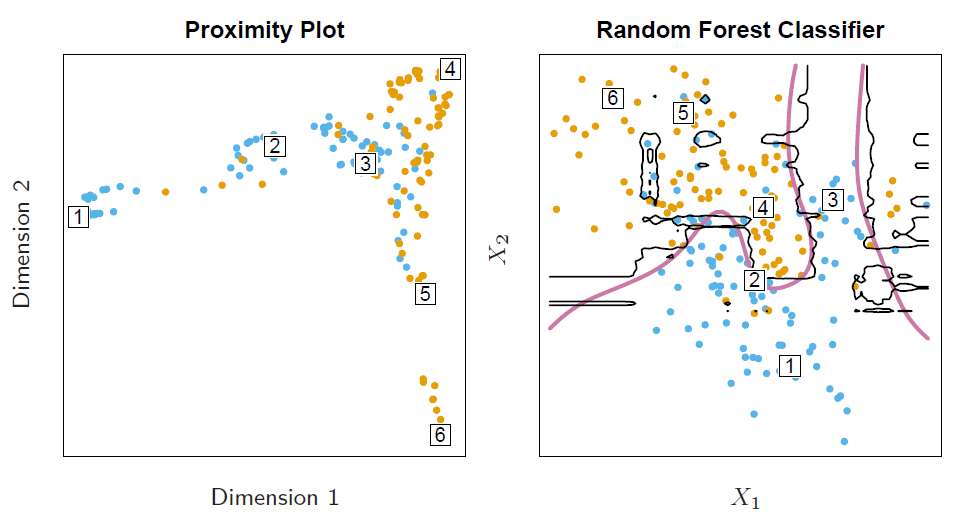 Proximity Plot
4
2
3
1
5
6
Dimension 2
Dimension 1
Random Forest Classifier
6
5
3
4
2
1
X2
X1